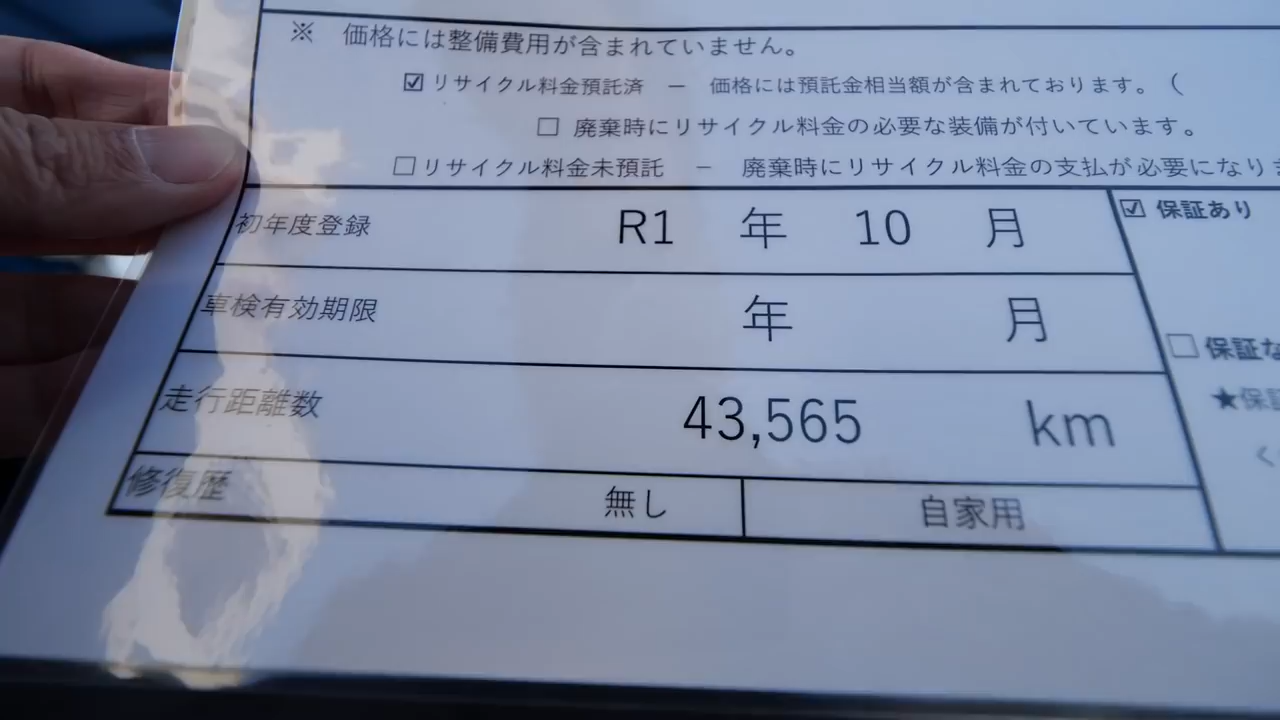 ※ 価格には整備費用が含まれていません。
☑ リサイクル料金預託済 － 価格には預託金相当額が含まれております。（
☐ 廃棄時にリサイクル料金の必要な装備が付いています。
☐ リサイクル料金未預託 － 廃棄時にリサイクル料金の支払が必要になりま
初年度登録 R1 年 10 月
☑ 保証あり
車検有効期限 年 月
☐ 保証な
走行距離数 43,565 km
★保証
修復歴 無し 自家用